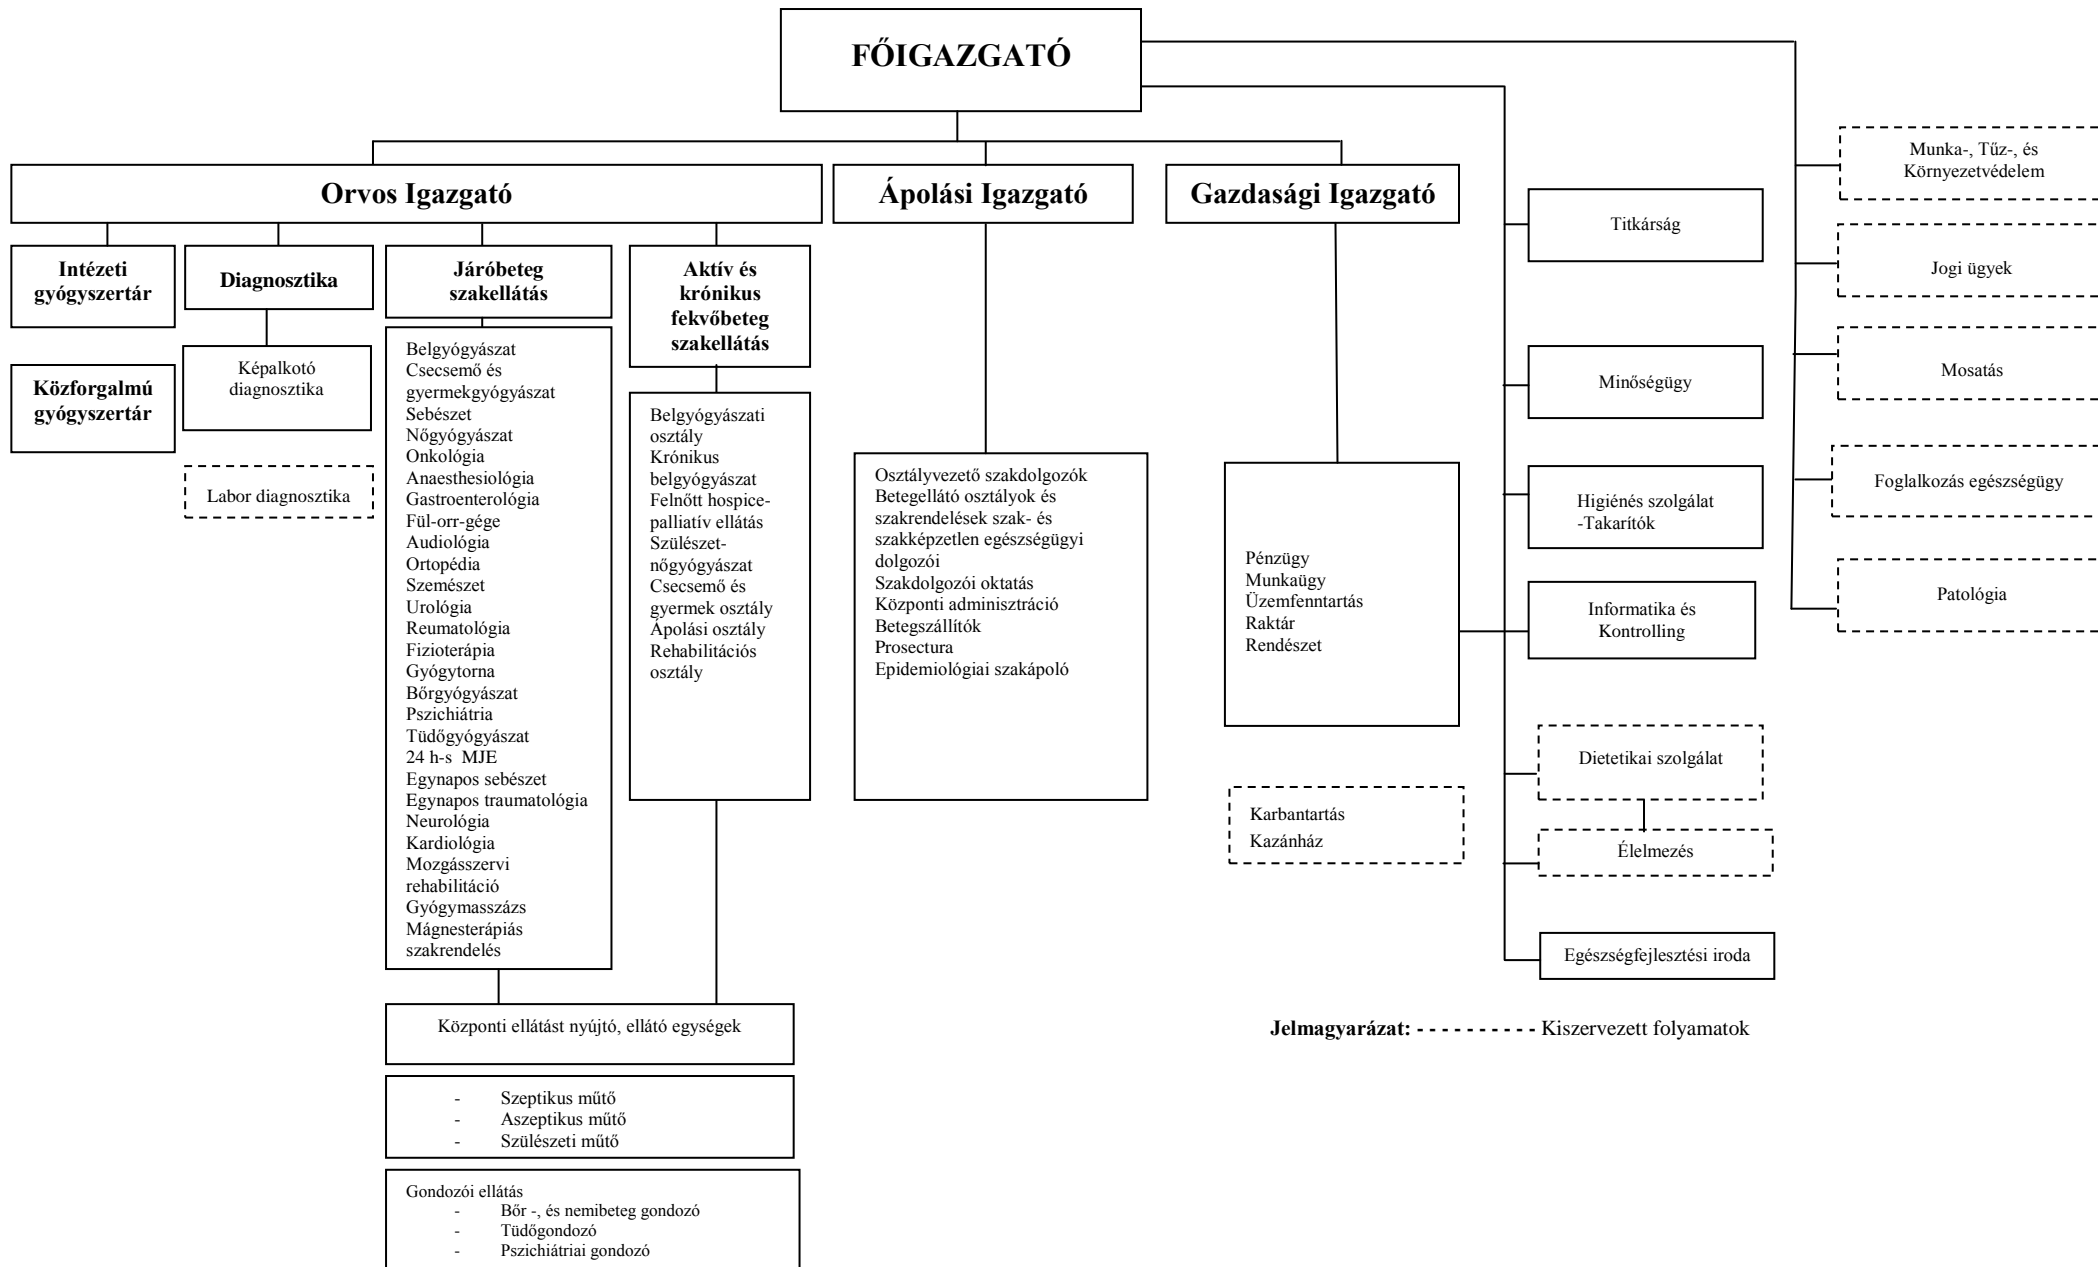 FŐIGAZGATÓ
Orvos Igazgató
Ápolási Igazgató
Gazdasági Igazgató
Intézeti
gyógyszertár
Közforgalmú
gyógyszertár
Diagnosztika
Képalkotó
diagnosztika
Labor diagnosztika
Járóbeteg
szakellátás
Belgyógyászat
Csecsemő és
gyermekgyógyászat
Sebészet
Nőgyógyászat
Onkológia
Anaesthesiológia
Gastroenterológia
Fül-orr-gége
Audiológia
Ortopédia
Szemészet
Urológia
Reumatológia
Fizioterápia
Gyógytorna
Bőrgyógyászat
Pszichiátria
Tüdőgyógyászat
24 h-s MJE
Egynapos sebészet
Egynapos traumatológia
Neurológia
Kardiológia
Mozgásszervi
rehabilitáció
Gyógymasszázs
Mágnesterápiás
szakrendelés
Aktív és
krónikus
fekvőbeteg
szakellátás
Belgyógyászati
osztály
Krónikus
belgyógyászat
Felnőtt hospice-
palliatív ellátás
Szülészet-
nőgyógyászat
Csecsemő és
gyermek osztály
Ápolási osztály
Rehabilitációs
osztály
Központi ellátást nyújtó, ellátó egységek
- Szeptikus műtő
- Aszeptikus műtő
- Szülészeti műtő
Gondozói ellátás
- Bőr -, és nemibeteg gondozó
- Tüdőgondozó
- Pszichiátriai gondozó
Osztályvezető szakdolgozók
Betegellátó osztályok és
szakrendelések szak- és
szakképzetlen egészségügyi
dolgozói
Szakdolgozói oktatás
Központi adminisztráció
Betegszállítók
Prosectura
Epidemiológiai szakápoló
Pénzügy
Munkaügy
Üzemfenntartás
Raktár
Rendészet
Karbantartás
Kazánház
Titkárság
Minőségügy
Higiénés szolgálat
-Takarítók
Informatika és
Kontrolling
Dietetikai szolgálat
Élelmezés
Egészségfejlesztési iroda
Munka-, Tűz-, és
Környezetvédelem
Jogi ügyek
Mosatás
Foglalkozás egészségügy
Patológia
Jelmagyarázat: - - - - - - - - - - Kiszervezett folyamatok